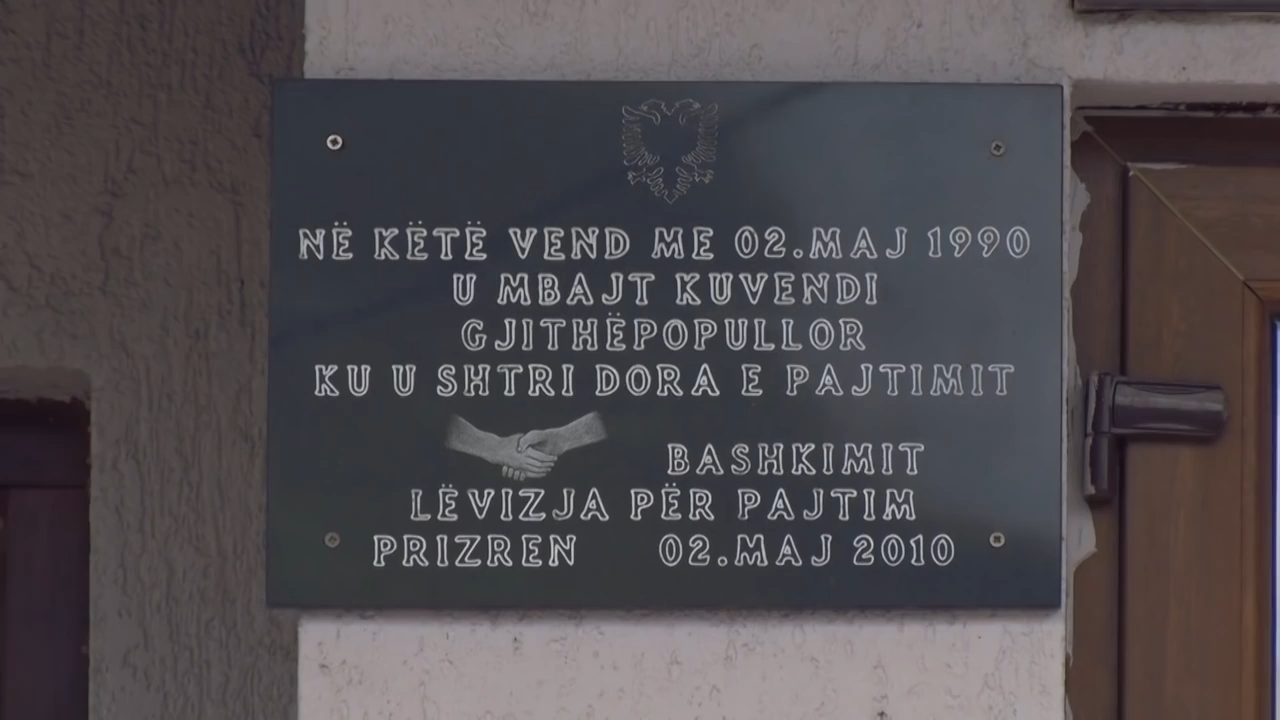 NË KËTË VEND ME 02.MAJ 1990
U MBAJT KUVENDI
GJITHËPOPULLOR
KU U SHTRI DORA E PAJTIMIT
BASHKIMIT
LËVIZJA PËR PAJTIM
PRIZREN 02.MAJ 2010